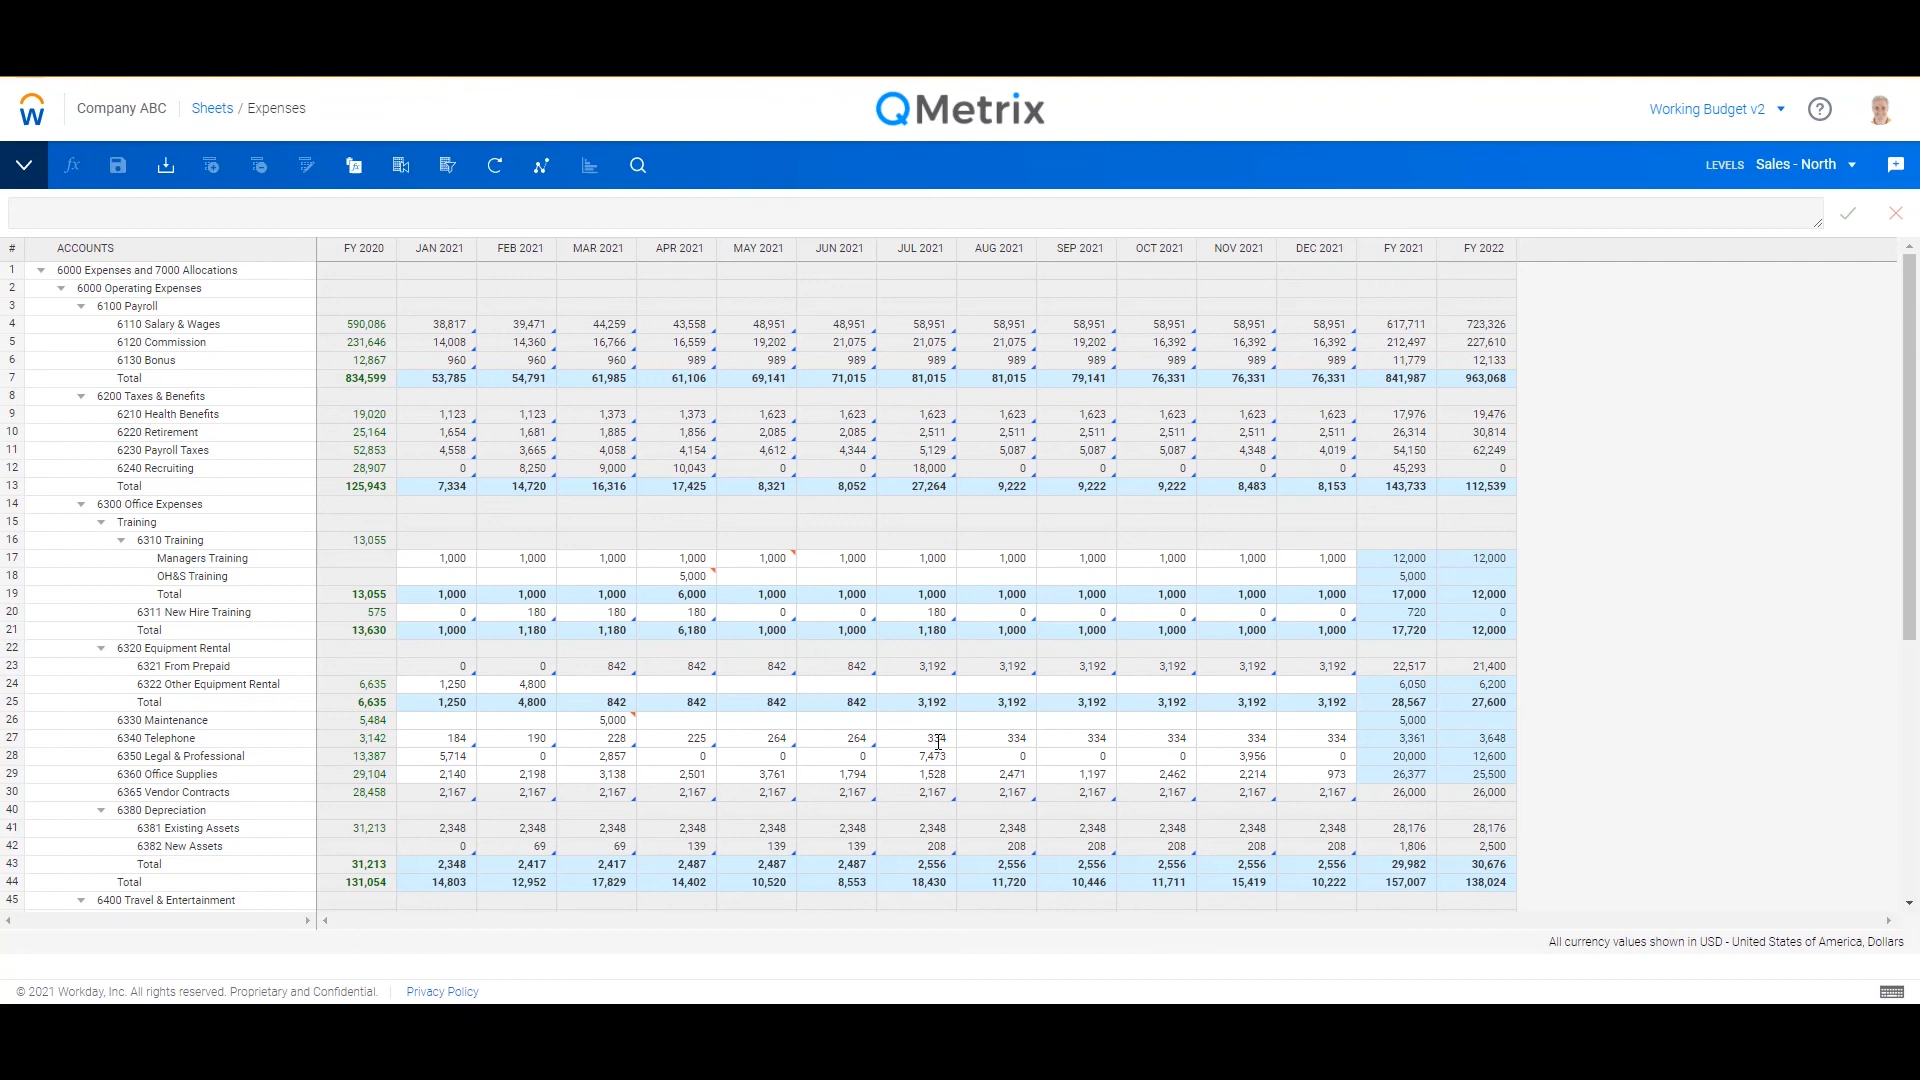 Company ABC Sheets / Expenses QMetrix Working Budget v2
LEVELS Sales - North
# ACCOUNTS FY 2020 JAN 2021 FEB 2021 MAR 2021 APR 2021 MAY 2021 JUN 2021 JUL 2021 AUG 2021 SEP 2021 OCT 2021 NOV 2021 DEC 2021 FY 2021 FY 2022
1 6000 Expenses and 7000 Allocations
2 6000 Operating Expenses
3 6100 Payroll
4 6110 Salary & Wages 590,086 38,817 39,471 44,259 43,558 48,951 48,951 58,951 58,951 58,951 58,951 58,951 58,951 617,711 723,326
5 6120 Commission 231,646 14,008 14,360 16,766 16,559 19,202 21,075 21,075 21,075 19,202 16,392 16,392 16,392 212,497 227,610
6 6130 Bonus 12,867 960 960 960 989 989 989 989 989 989 989 989 989 11,779 12,133
7 Total 834,599 53,785 54,791 61,985 61,106 69,141 71,015 81,015 81,015 79,141 76,331 76,331 76,331 841,987 963,068
8 6200 Taxes & Benefits
9 6210 Health Benefits 19,020 1,123 1,123 1,373 1,373 1,623 1,623 1,623 1,623 1,623 1,623 1,623 1,623 17,976 19,476
10 6220 Retirement 25,164 1,654 1,681 1,885 1,856 2,085 2,085 2,511 2,511 2,511 2,511 2,511 2,511 26,314 30,814
11 6230 Payroll Taxes 52,853 4,558 3,665 4,058 4,154 4,612 4,344 5,129 5,087 5,087 5,087 4,348 4,019 54,150 62,249
12 6240 Recruiting 28,907 0 8,250 9,000 10,043 0 0 18,000 0 0 0 0 0 45,293 0
13 Total 125,943 7,334 14,720 16,316 17,425 8,321 8,052 27,264 9,222 9,222 9,222 8,483 8,153 143,733 112,539
14 6300 Office Expenses
15 Training
16 6310 Training 13,055
17 Managers Training 1,000 1,000 1,000 1,000 1,000 1,000 1,000 1,000 1,000 1,000 1,000 1,000 12,000 12,000
18 OH&S Training 5,000 5,000
19 Total 13,055 1,000 1,000 1,000 6,000 1,000 1,000 1,000 1,000 1,000 1,000 1,000 1,000 17,000 12,000
20 6311 New Hire Training 575 0 180 180 180 0 0 180 0 0 0 0 0 720 0
21 Total 13,630 1,000 1,180 1,180 6,180 1,000 1,000 1,180 1,000 1,000 1,000 1,000 1,000 17,720 12,000
22 6320 Equipment Rental
23 6321 From Prepaid 0 0 842 842 842 842 3,192 3,192 3,192 3,192 3,192 3,192 22,517 21,400
24 6322 Other Equipment Rental 6,635 1,250 4,800 6,050 6,200
25 Total 6,635 1,250 4,800 842 842 842 842 3,192 3,192 3,192 3,192 3,192 3,192 28,567 27,600
26 6330 Maintenance 5,484 5,000 5,000
27 6340 Telephone 3,142 184 190 228 225 264 264 334 334 334 334 334 334 3,361 3,648
28 6350 Legal & Professional 13,387 5,714 0 2,857 0 0 0 7,473 0 0 0 3,956 0 20,000 12,600
29 6360 Office Supplies 29,104 2,140 2,198 3,138 2,501 3,761 1,794 1,528 2,471 1,197 2,462 2,214 973 26,377 25,500
30 6365 Vendor Contracts 28,458 2,167 2,167 2,167 2,167 2,167 2,167 2,167 2,167 2,167 2,167 2,167 2,167 26,000 26,000
40 6380 Depreciation
41 6381 Existing Assets 31,213 2,348 2,348 2,348 2,348 2,348 2,348 2,348 2,348 2,348 2,348 2,348 2,348 28,176 28,176
42 6382 New Assets 0 69 69 139 139 139 208 208 208 208 208 208 1,806 2,500
43 Total 31,213 2,348 2,417 2,417 2,487 2,487 2,487 2,556 2,556 2,556 2,556 2,556 2,556 29,982 30,676
44 Total 131,054 14,803 12,952 17,829 14,402 10,520 8,553 18,430 11,720 10,446 11,711 15,419 10,222 157,007 138,024
45 6400 Travel & Entertainment
All currency values shown in USD - United States of America, Dollars
© 2021 Workday, Inc. All rights reserved. Proprietary and Confidential. Privacy Policy